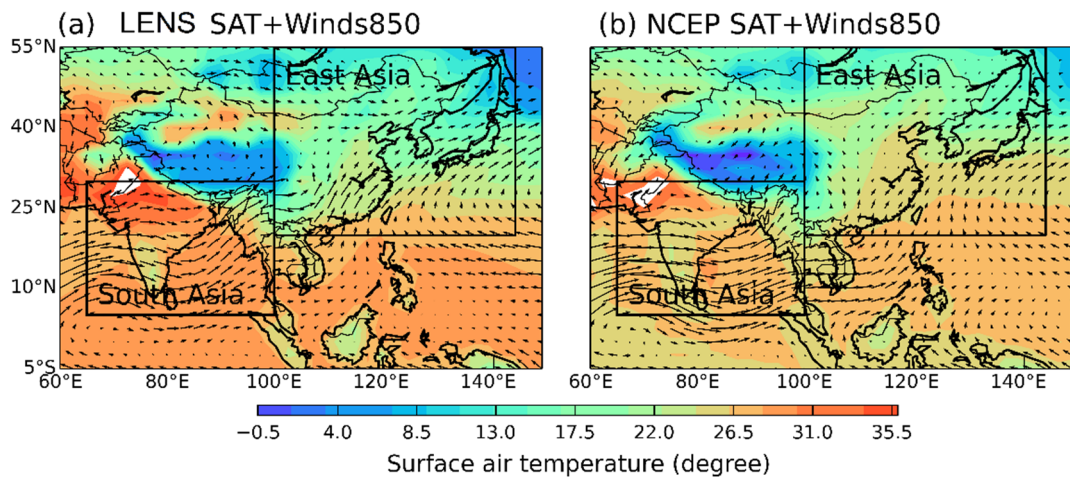 (a) LENS SAT+Winds850
(b) NCEP SAT+Winds850
55°N
40°N
25°N
10°N
5°S
East Asia
South Asia
East Asia
South Asia
60°E
80°E
100°E
120°E
140°E
60°E
80°E
100°E
120°E
140°E
−0.5 4.0 8.5 13.0 17.5 22.0 26.5 31.0 35.5
Surface air temperature (degree)